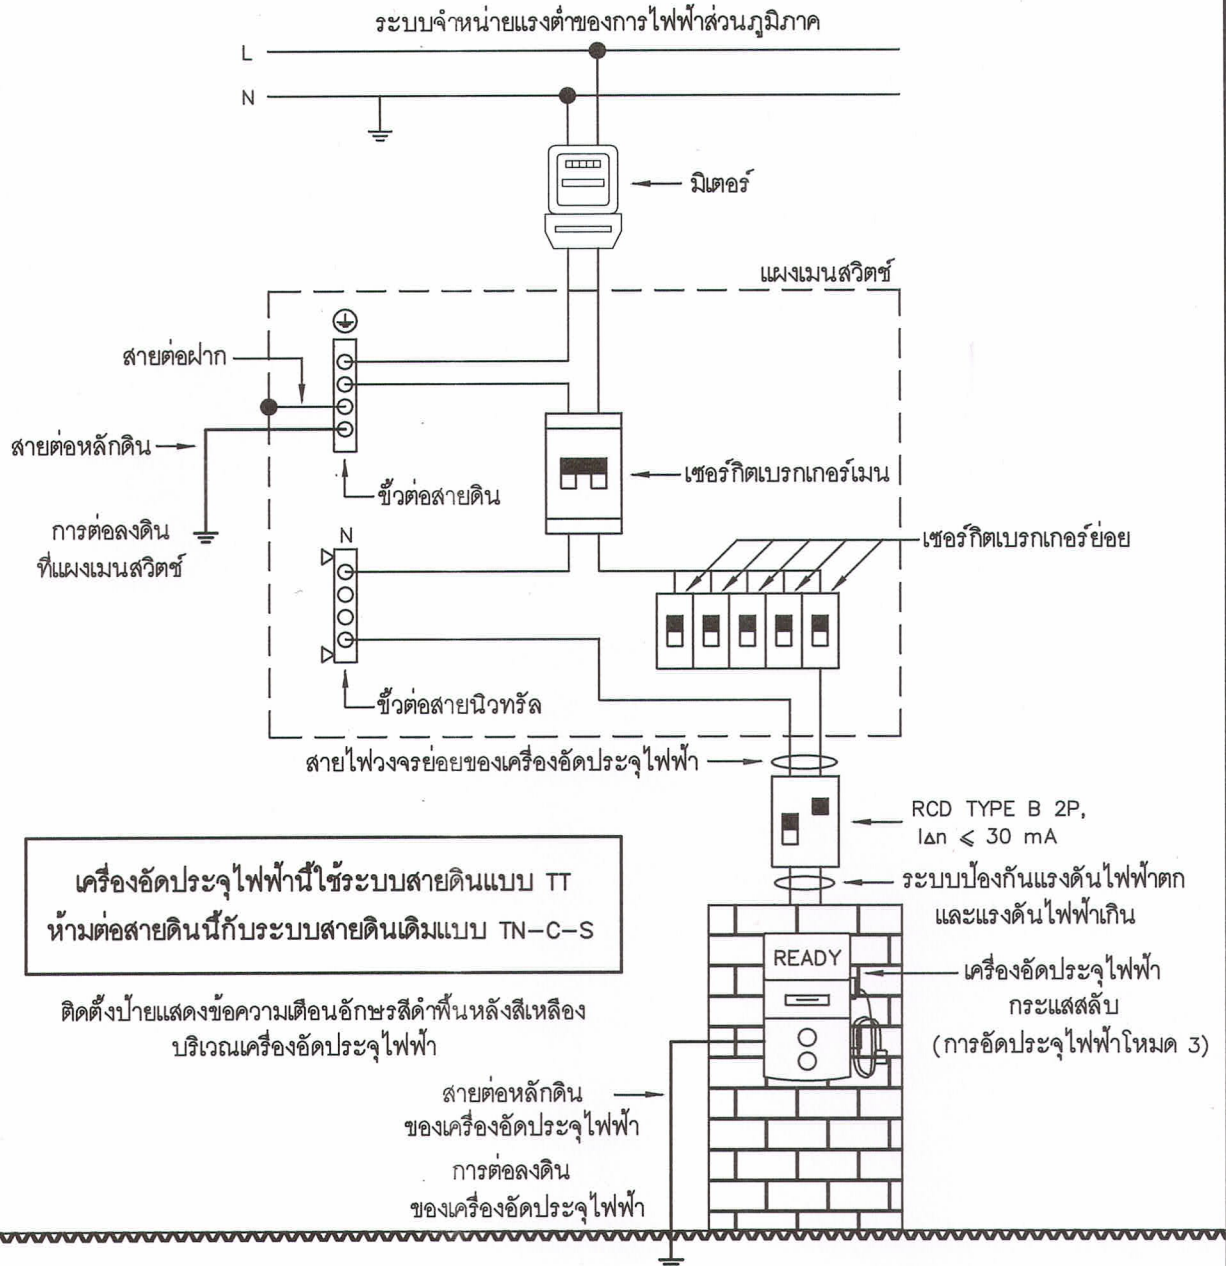 ระบบจำหน่ายแรงต่ำของการไฟฟ้าส่วนภูมิภาค
L
N
มิเตอร์
แผงเมนสวิตช์
สายต่อฝาก
สายต่อหลักดิน
ขั้วต่อสายดิน
เซอร์กิตเบรกเกอร์เมน
การต่อลงดิน
ที่แผงเมนสวิตช์
N
เซอร์กิตเบรกเกอร์ย่อย
ขั้วต่อสายนิวทรัล
สายไฟวงจรย่อยของเครื่องอัดประจุไฟฟ้า
RCD TYPE B 2P,
I∆n ⩽ 30 mA
เครื่องอัดประจุไฟฟ้านี้ใช้ระบบสายดินแบบ TT
ห้ามต่อสายดินนี้กับระบบสายดินเดิมแบบ TN-C-S
ระบบป้องกันแรงดันไฟฟ้าตก
และแรงดันไฟฟ้าเกิน
READY
เครื่องอัดประจุไฟฟ้า
กระแสสลับ
(การอัดประจุไฟฟ้าโหมด 3)
ติดตั้งป้ายแสดงข้อความเตือนอักษรสีดำพื้นหลังสีเหลือง
บริเวณเครื่องอัดประจุไฟฟ้า
สายต่อหลักดิน
ของเครื่องอัดประจุไฟฟ้า
การต่อลงดิน
ของเครื่องอัดประจุไฟฟ้า